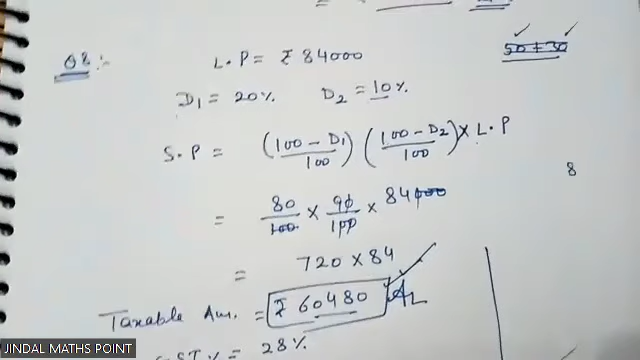 50 + 30
Q8 :-
L.P = ₹ 84000
D₁ = 20%. D₂ = 10%.
S.P = (100 - D₁/100) (100 - D₂/100) × L.P
8
= 80/100 × 90/100 × 84000
= 720 × 84
Taxable Am. = ₹ 60480
GST % = 28%
JINDAL MATHS POINT